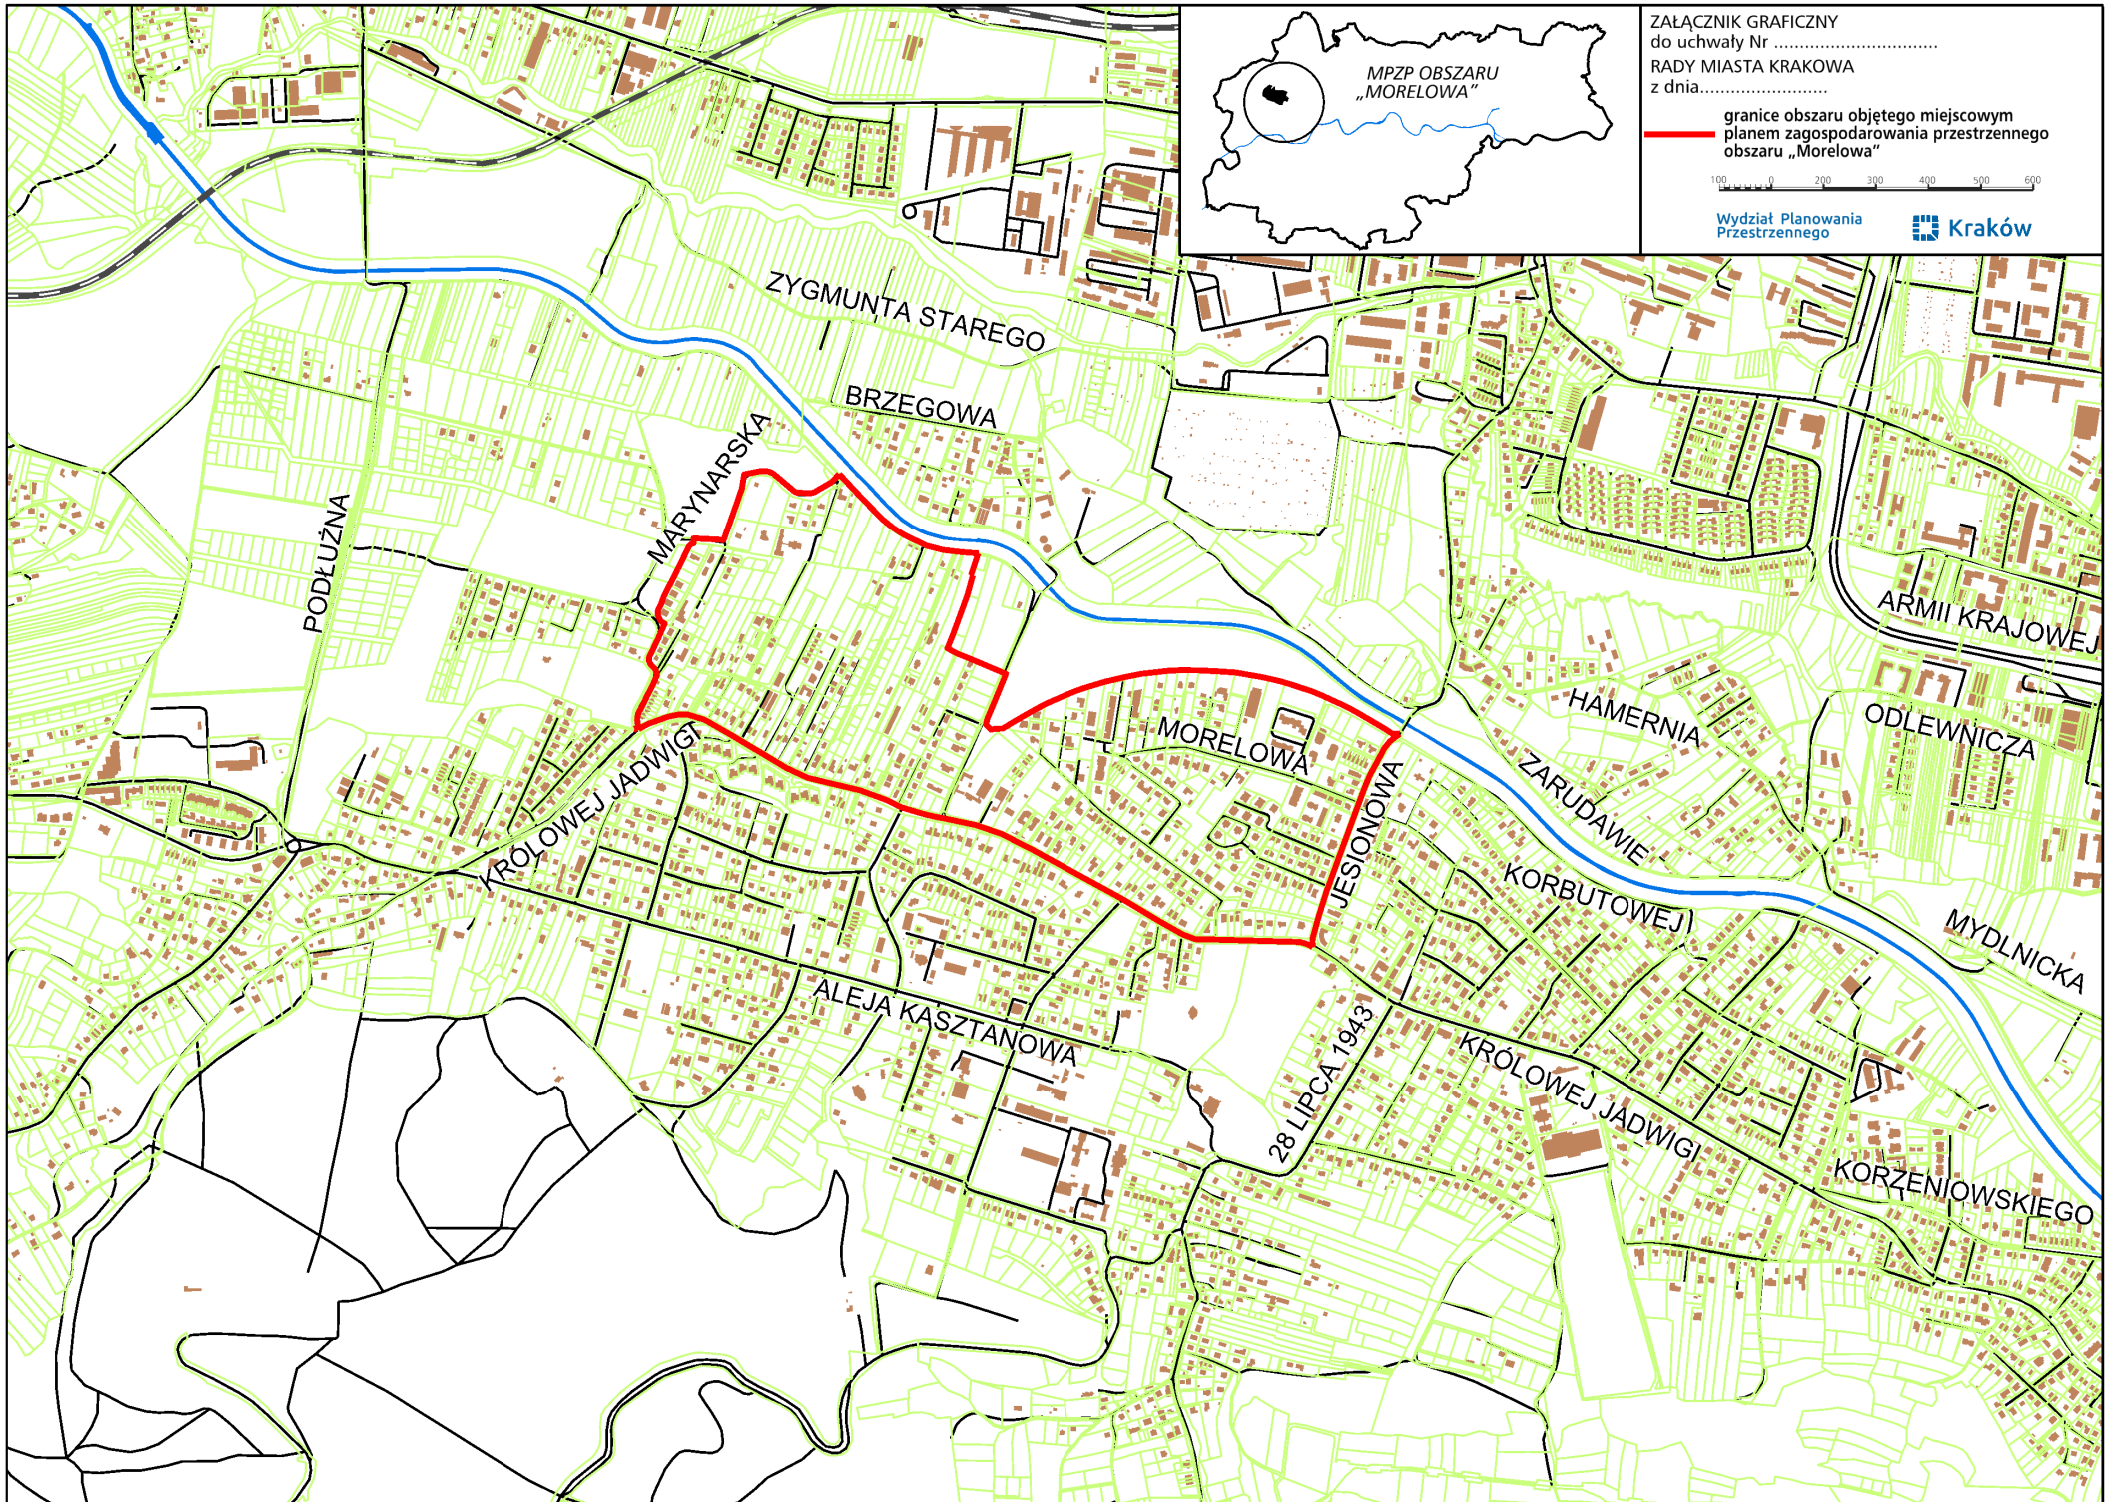 MPZP OBSZARU
„MORELOWA”
ZAŁĄCZNIK GRAFICZNY
do uchwały Nr ................................
RADY MIASTA KRAKOWA
z dnia.........................
granice obszaru objętego miejscowym
planem zagospodarowania przestrzennego
obszaru „Morelowa”
100 0 200 300 400 500 600
Wydział Planowania
Przestrzennego
Kraków
ZYGMUNTA STAREGO
BRZEGOWA
MARYNARSKA
PODŁUŻNA
ARMII KRAJOWEJ
HAMERNIA
ODLEWNICZA
MORELOWA
KRÓLOWEJ JADWIGI
ZARUDAWIE
JESIONOWA
KORBUTOWEJ
MYDLNICKA
ALEJA KASZTANOWA
28 LIPCA 1943
KRÓLOWEJ JADWIGI
KORZENIOWSKIEGO